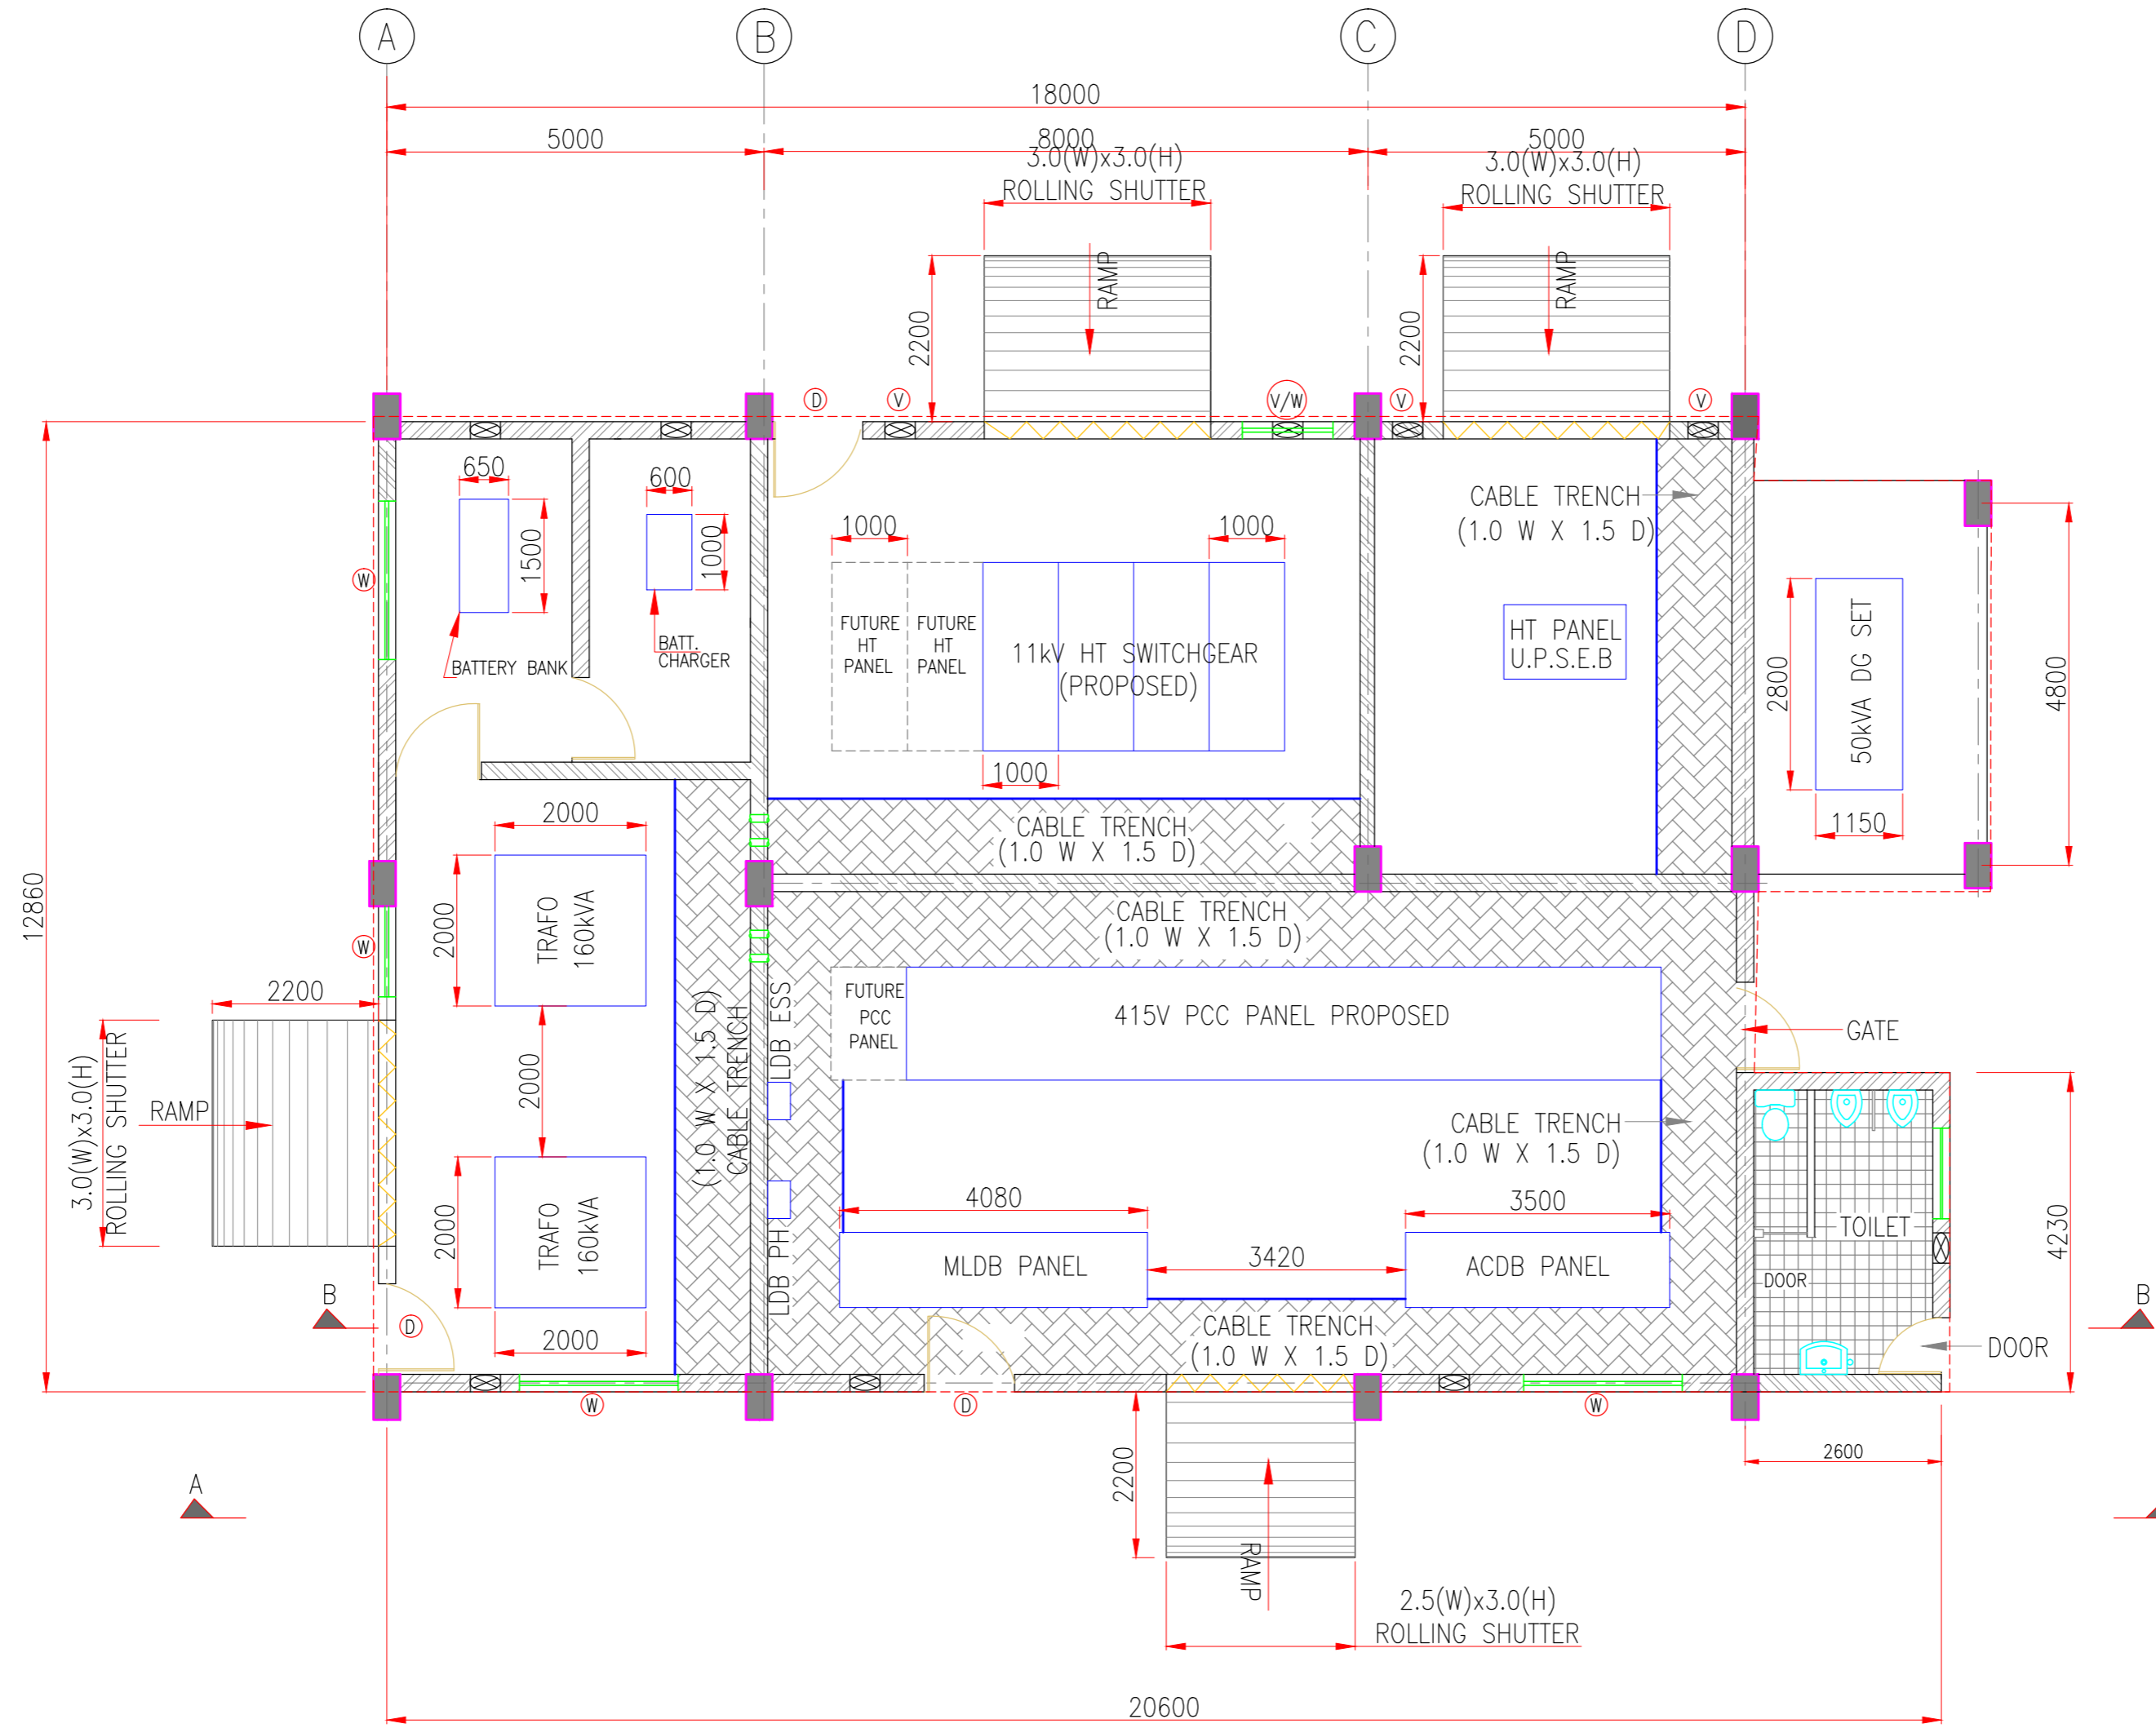 A
B
C
D
18000
5000
8000
5000
3.0(W)x3.0(H)
ROLLING SHUTTER
3.0(W)x3.0(H)
ROLLING SHUTTER
RAMP
RAMP
2200
2200
D
V
V/W
V
V
650
600
1500
1000
BATTERY BANK
BATT.
CHARGER
W
1000
1000
FUTURE
HT
PANEL
FUTURE
HT
PANEL
11kV HT SWITCHGEAR
(PROPOSED)
1000
CABLE TRENCH
(1.0 W X 1.5 D)
HT PANEL
U.P.S.E.B
2800
50kVA DG SET
4800
1150
CABLE TRENCH
(1.0 W X 1.5 D)
12860
2000
2000
TRAFO
160kVA
W
CABLE TRENCH
(1.0 W X 1.5 D)
2200
3.0(W)x3.0(H)
ROLLING SHUTTER
RAMP
2000
(1.0 W X 1.5 D)
CABLE TRENCH
LDB ESS
FUTURE
PCC
PANEL
415V PCC PANEL PROPOSED
GATE
CABLE TRENCH
(1.0 W X 1.5 D)
2000
TRAFO
160kVA
2000
LDB PH
4080
3500
MLDB PANEL
3420
ACDB PANEL
TOILET
DOOR
4230
B
D
B
CABLE TRENCH
(1.0 W X 1.5 D)
DOOR
W
D
W
2200
2600
A
RAMP
2.5(W)x3.0(H)
ROLLING SHUTTER
20600